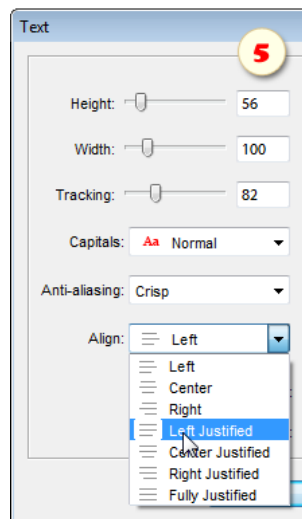 Text
5
Height: 56
Width: 100
Tracking: 82
Capitals: Aa Normal
Anti-aliasing: Crisp
Align: Left
Left
Center
Right
Left Justified
Center Justified
Right Justified
Fully Justified